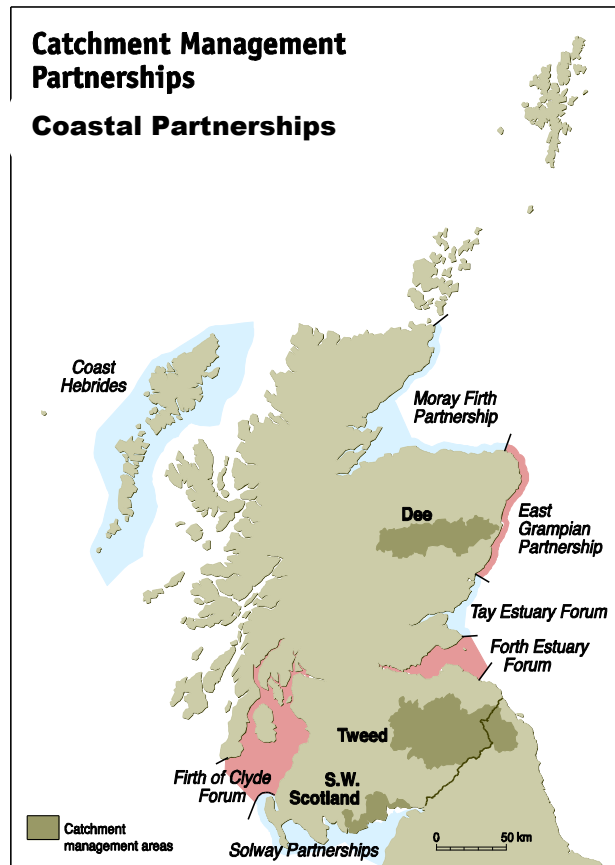 Catchment Management
Partnerships
Coastal Partnerships
Coast
Hebrides
Moray Firth
Partnership
Dee
East
Grampian
Partnership
Tay Estuary Forum
Forth Estuary
Forum
Tweed
Firth of Clyde
Forum
S.W.
Scotland
Solway Partnerships
Catchment
management areas
0 50 km